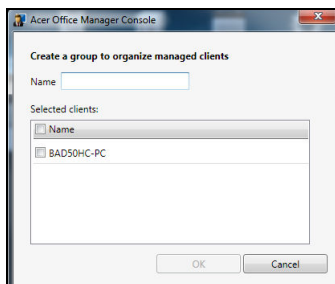 Acer Office Manager Console
Create a group to organize managed clients
Name
Selected clients:
Name
BAD50HC-PC
OK
Cancel